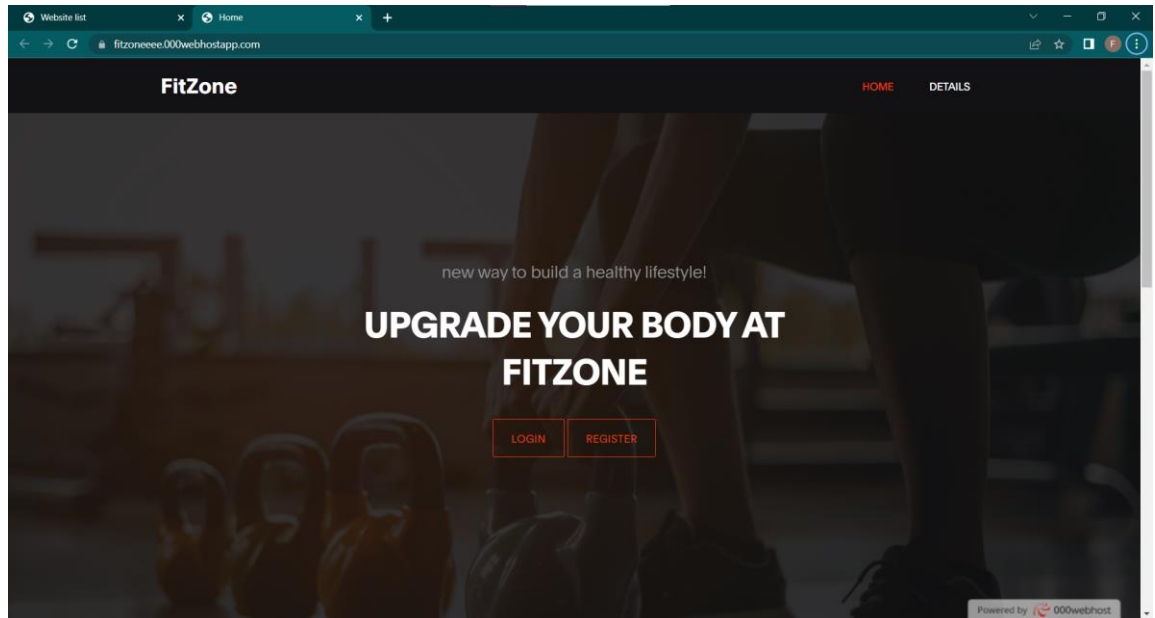 Website list
Home
fitzoneeee.000webhostapp.com
F
FitZone
HOME
DETAILS
new way to build a healthy lifestyle!
UPGRADE YOUR BODY AT
FITZONE
LOGIN
REGISTER
Powered by 000webhost